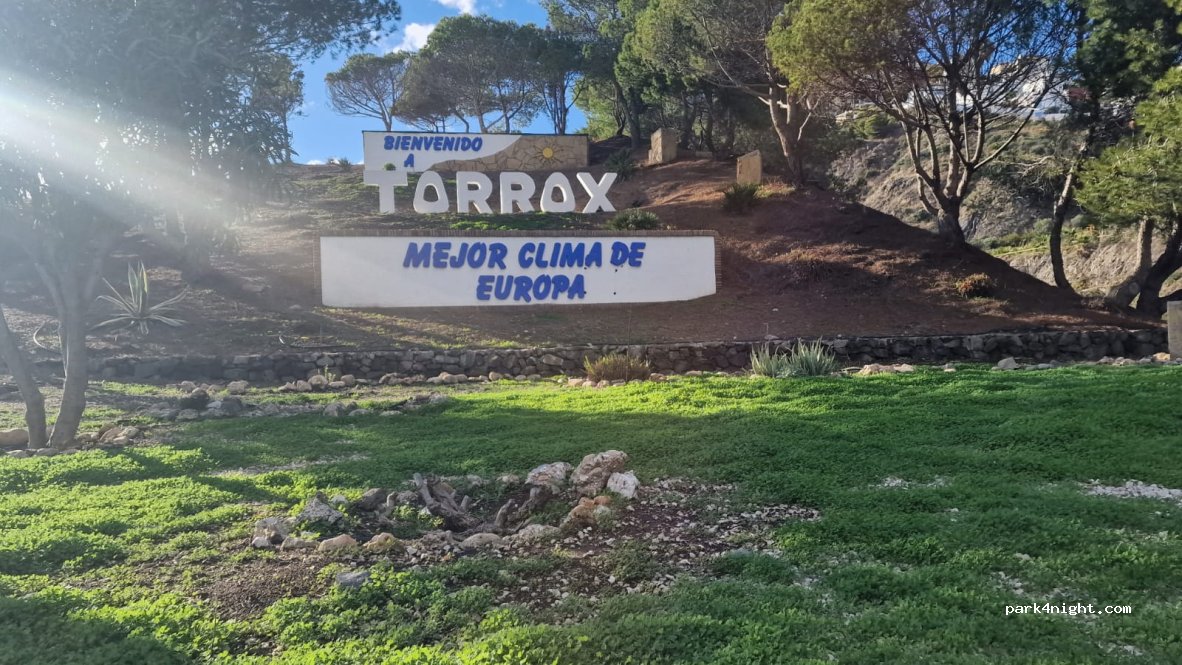 BIENVENIDO
A
TORROX
MEJOR CLIMA DE
EUROPA
park4night.com